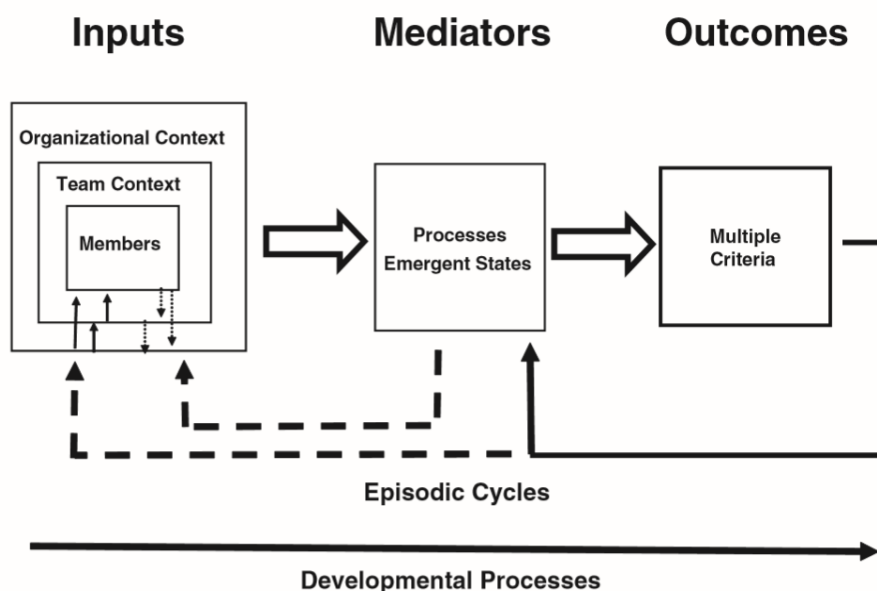 Inputs
Mediators
Outcomes
Organizational Context
Team Context
Members
Processes
Emergent States
Multiple
Criteria
Episodic Cycles
Developmental Processes